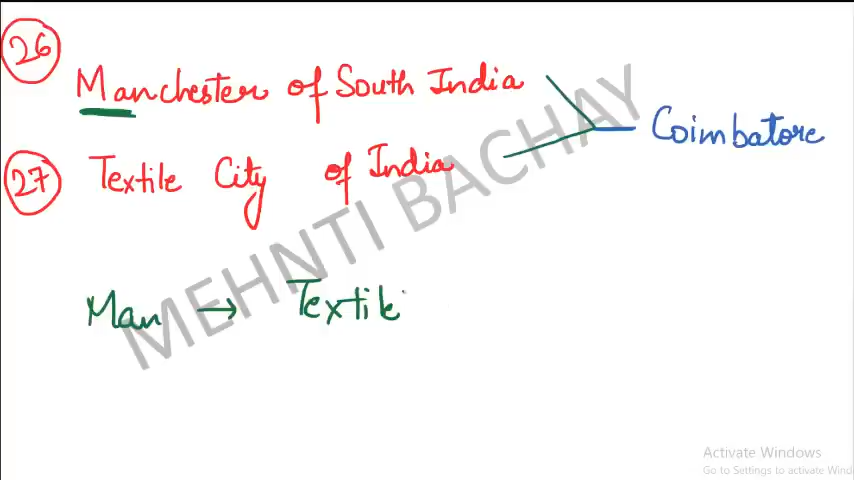 26
Manchester of South India
Coimbatore
27 Textile City of India
Man → Textile
MEHNTI BACHAY
Activate Windows
Go to Settings to activate Wind